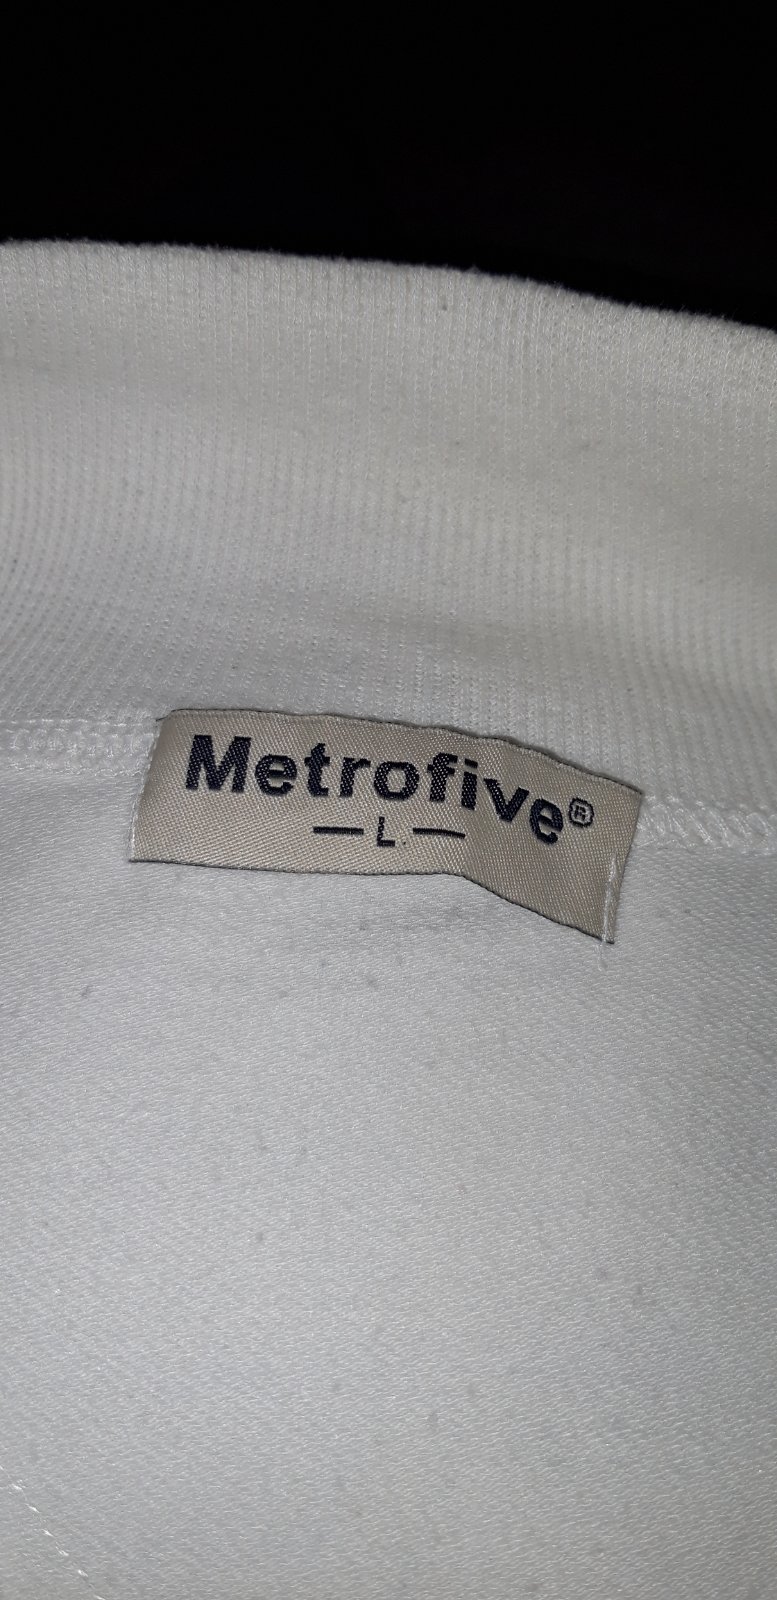 Metrofive®
— L —